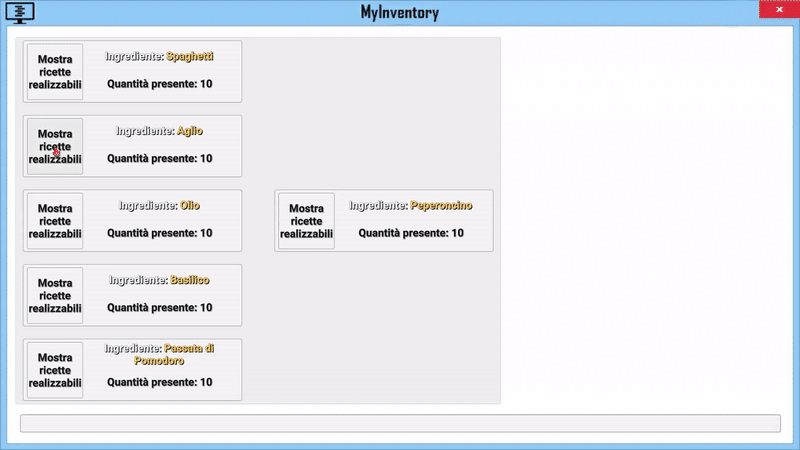 MyInventory
Mostra
ricette
realizzabili
Ingrediente: Spaghetti
Quantità presente: 10
Mostra
ricette
realizzabili
Ingrediente: Aglio
Quantità presente: 10
Mostra
ricette
realizzabili
Ingrediente: Olio
Quantità presente: 10
Mostra
ricette
realizzabili
Ingrediente: Peperoncino
Quantità presente: 10
Mostra
ricette
realizzabili
Ingrediente: Basilico
Quantità presente: 10
Mostra
ricette
realizzabili
Ingrediente: Passata di
Pomodoro
Quantità presente: 10